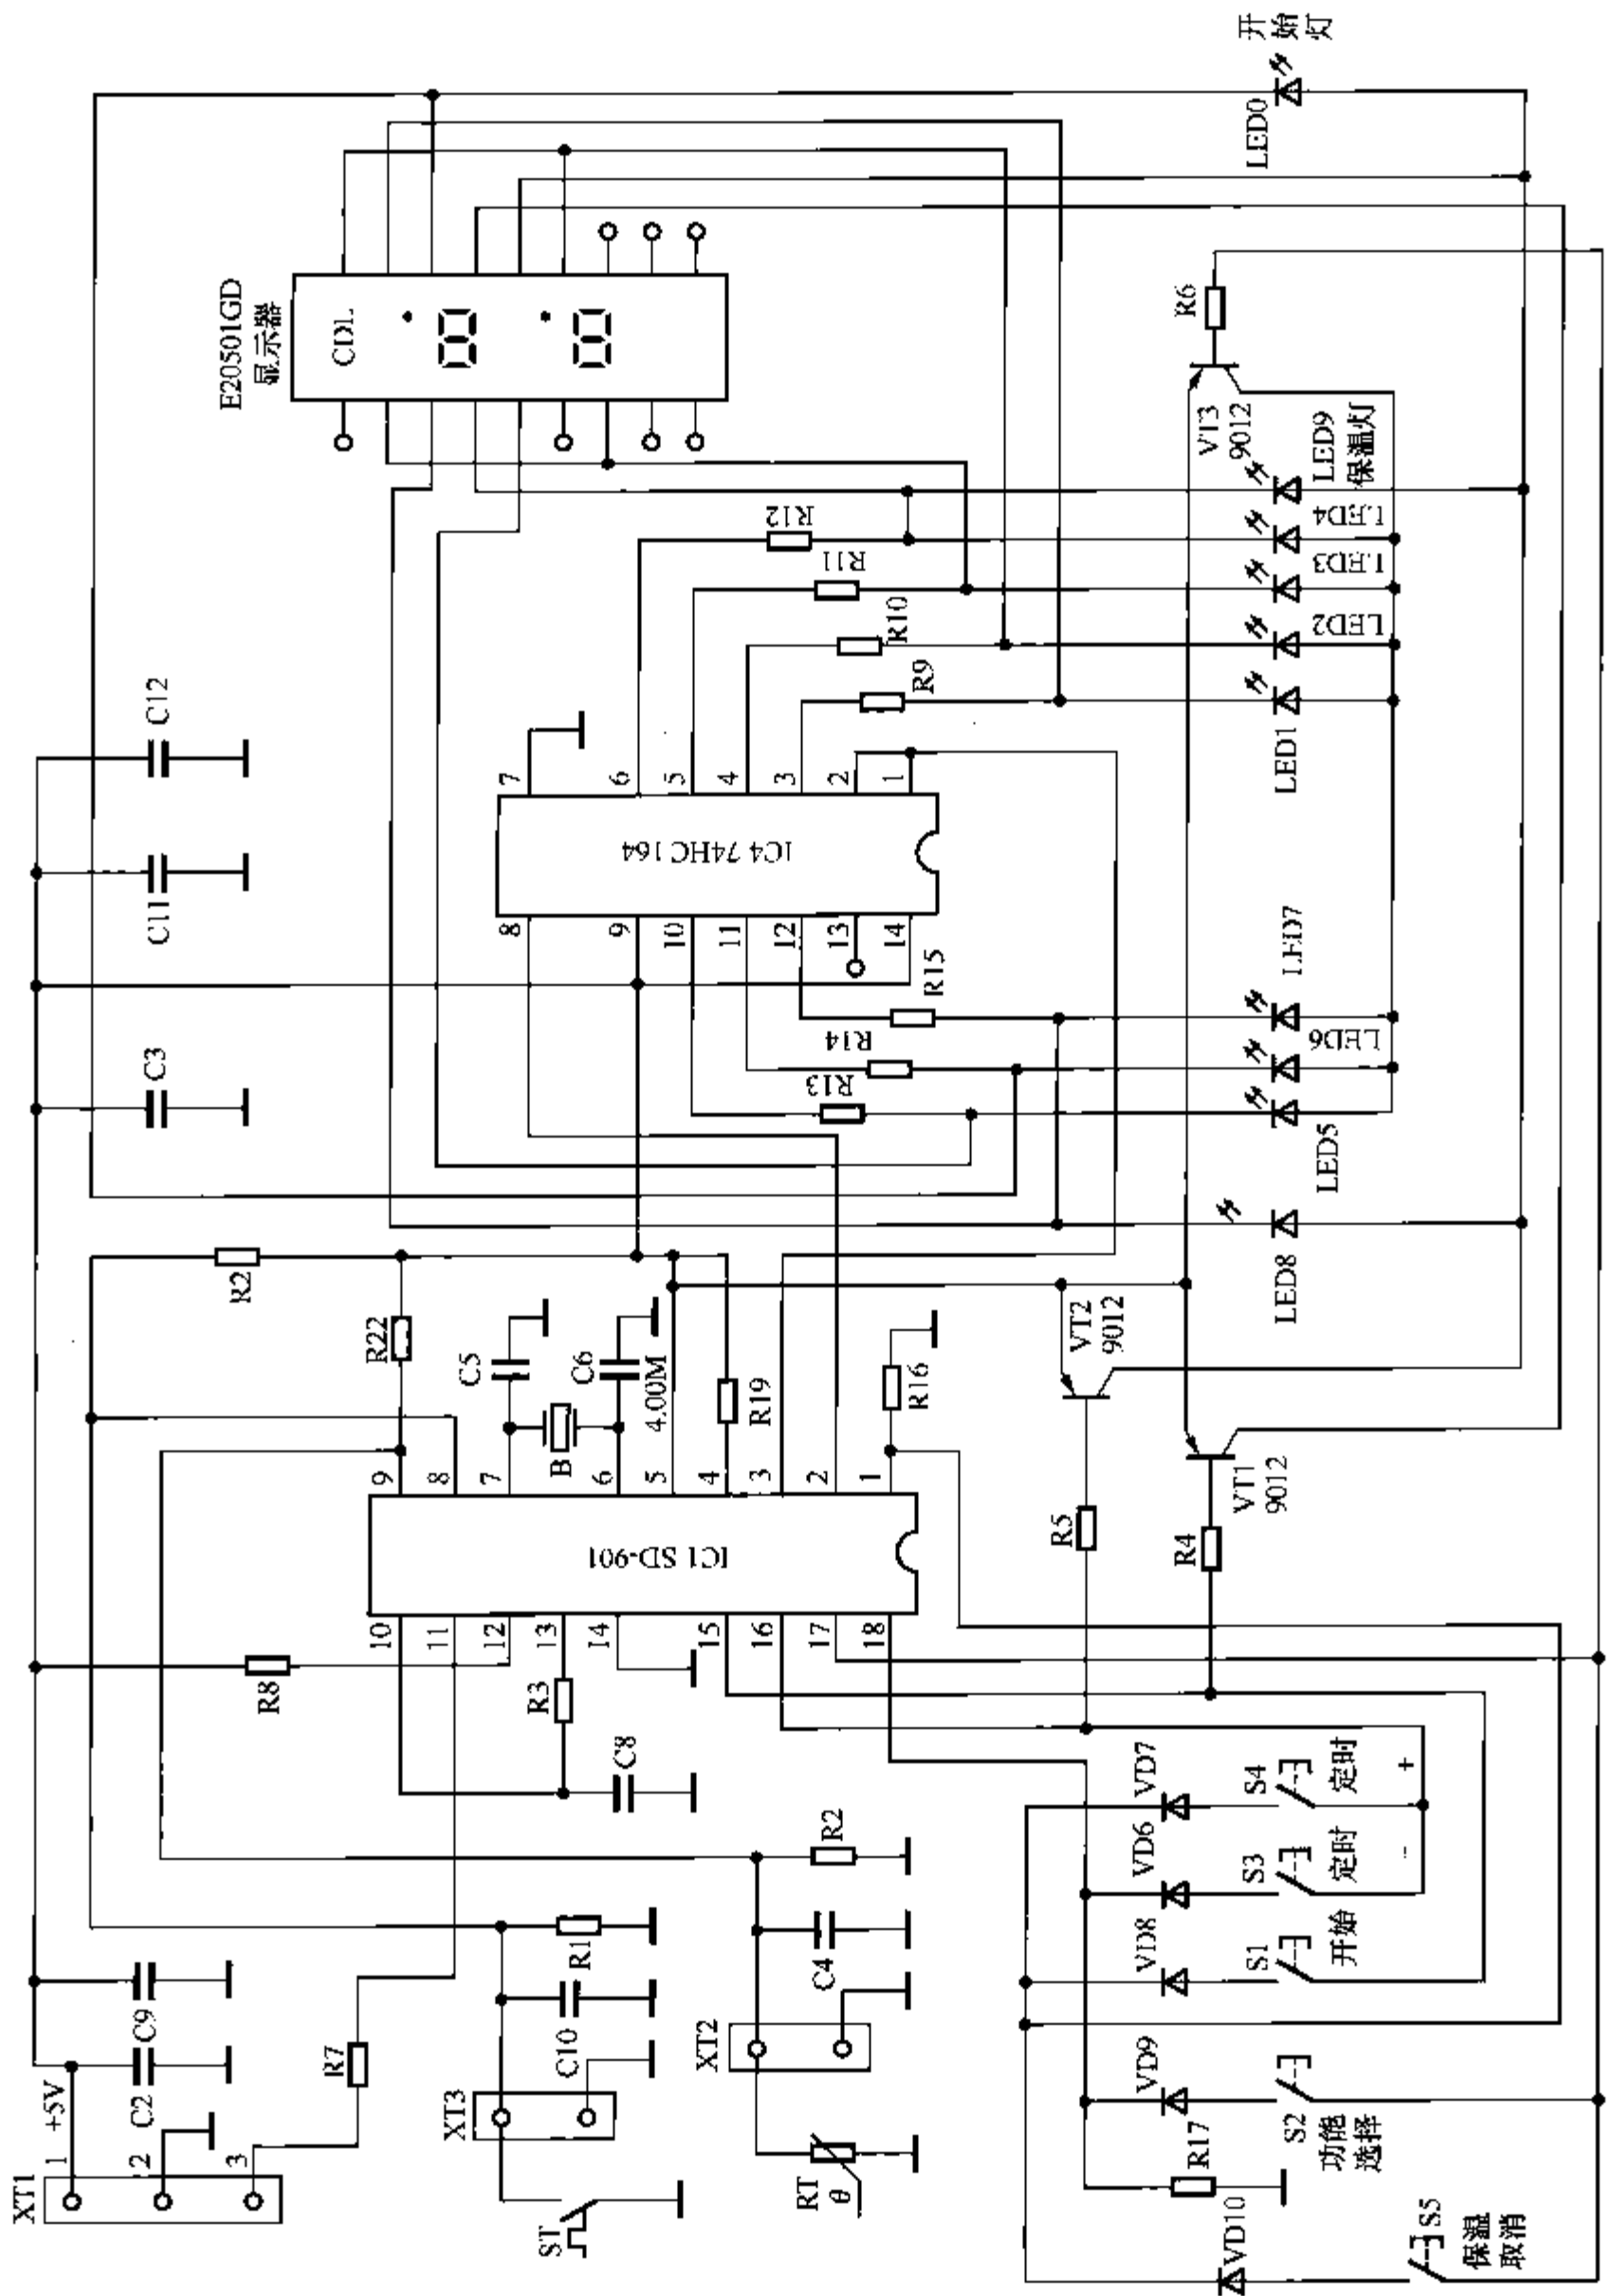 XT1
1
+5V
2
3
C2
C9
R7
R8
XT3
C10
R1
ST
XT2
C4
R2
RT
θ
C8
R3
10
11
12
13
14
15
16
17
18
IC1 SD-901
9
8
7
6
5
4
3
2
1
R2
R22
C5
C6
B
4.00M
R19
R16
C3
C11
C12
8
9
10
11
12
13
14
IC4 74HC164
7
6
5
4
3
2
1
R13
R14
R15
R9
R10
R11
R12
E20501GD
显示器
CDL
VD10
S5
保温
取消
R17
VD9
S2
功能
选择
VD8
S1
开始
VD6
S3
定时
-
VD7
S4
定时
+
R5
R4
VT1
9012
VT2
9012
LED8
LED5
LED6
LED7
LED1
LED2
LED3
LED4
LED9
保温灯
VT3
9012
R6
LED0
开始灯